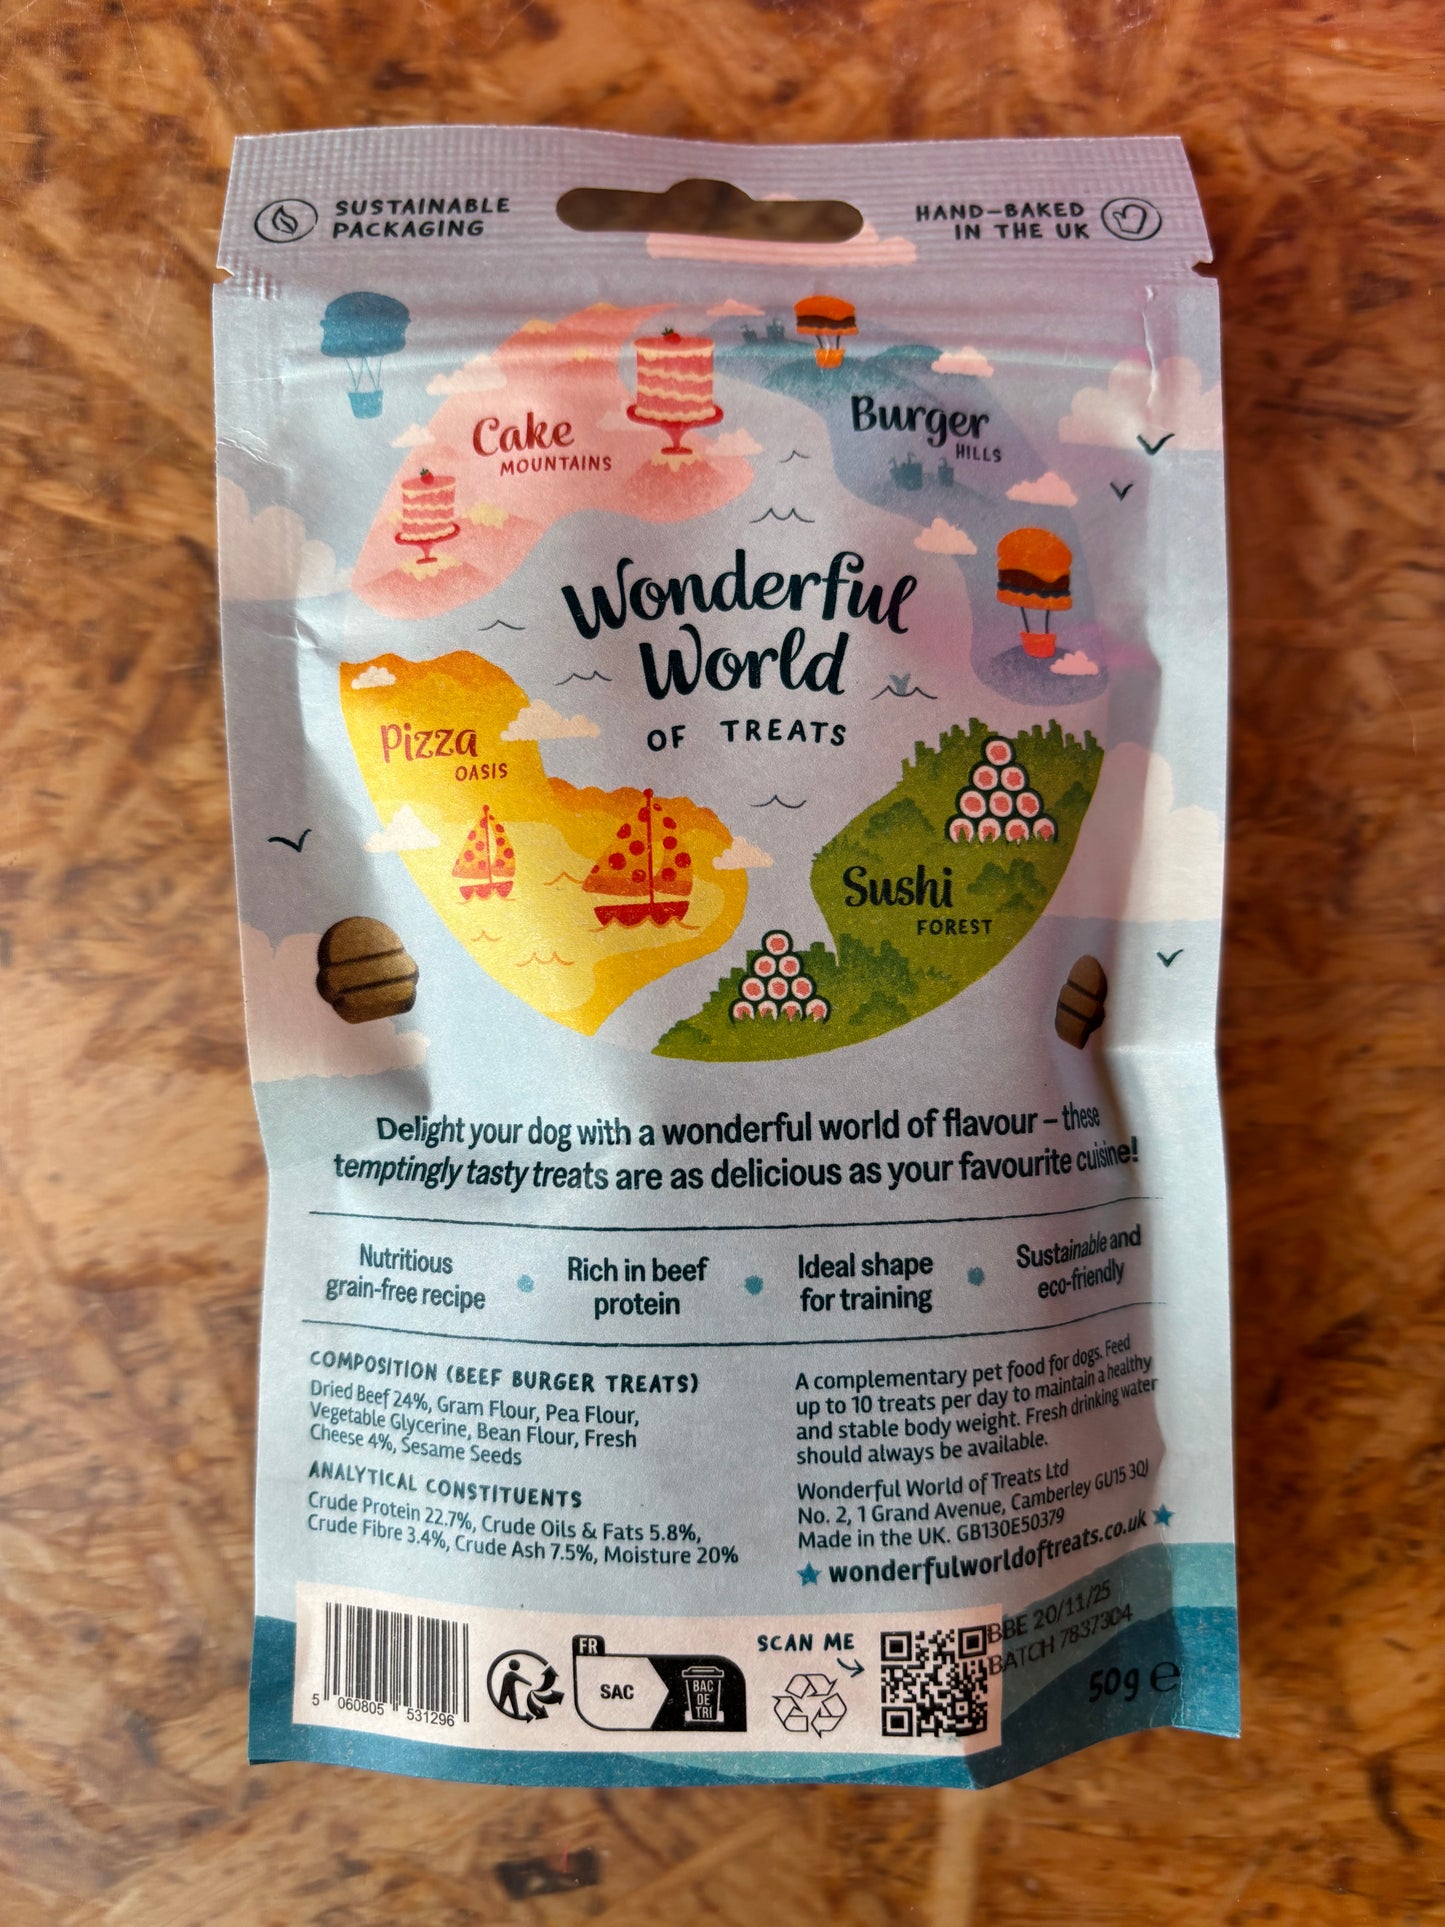 SUSTAINABLE
PACKAGING
HAND-BAKED
IN THE UK
Cake
MOUNTAINS
Burger
HILLS
Wonderful
World
OF TREATS
Pizza
OASIS
Sushi
FOREST
Delight your dog with a wonderful world of flavour – these
temptingly tasty treats are as delicious as your favourite cuisine!
Nutritious
grain-free recipe
Rich in beef
protein
Ideal shape
for training
Sustainable and
eco-friendly
COMPOSITION (BEEF BURGER TREATS)
Dried Beef 24%, Gram Flour, Pea Flour,
Vegetable Glycerine, Bean Flour, Fresh
Cheese 4%, Sesame Seeds
ANALYTICAL CONSTITUENTS
Crude Protein 22.7%, Crude Oils & Fats 5.8%,
Crude Fibre 3.4%, Crude Ash 7.5%, Moisture 20%
A complementary pet food for dogs. Feed
up to 10 treats per day to maintain a healthy
and stable body weight. Fresh drinking water
should always be available.
Wonderful World of Treats Ltd
No. 2, 1 Grand Avenue, Camberley GU15 3QJ
Made in the UK. GB130E50379
wonderfulworldoftreats.co.uk
5 060805 531296
FR
SAC
BAC
DE
TRI
SCAN ME
BBE 20/11/25
BATCH 7837304
50g e